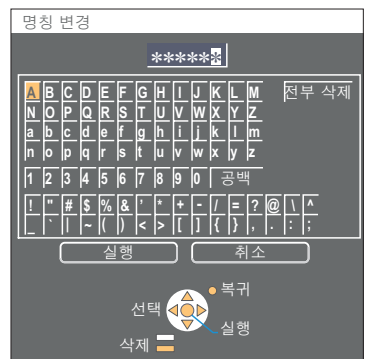 명칭 변경
******
A B C D E F G H I J K L M 전부 삭제
N O P Q R S T U V W X Y Z
a b c d e f g h i j k l m
n o p q r s t u v w x y z
1 2 3 4 5 6 7 8 9 0 공백
! " # $ % & ' * + - / = ? @ \ ^
_ ` | ~ ( ) < > [ ] { } , . : ;
실행 취소
복귀
선택
실행
삭제